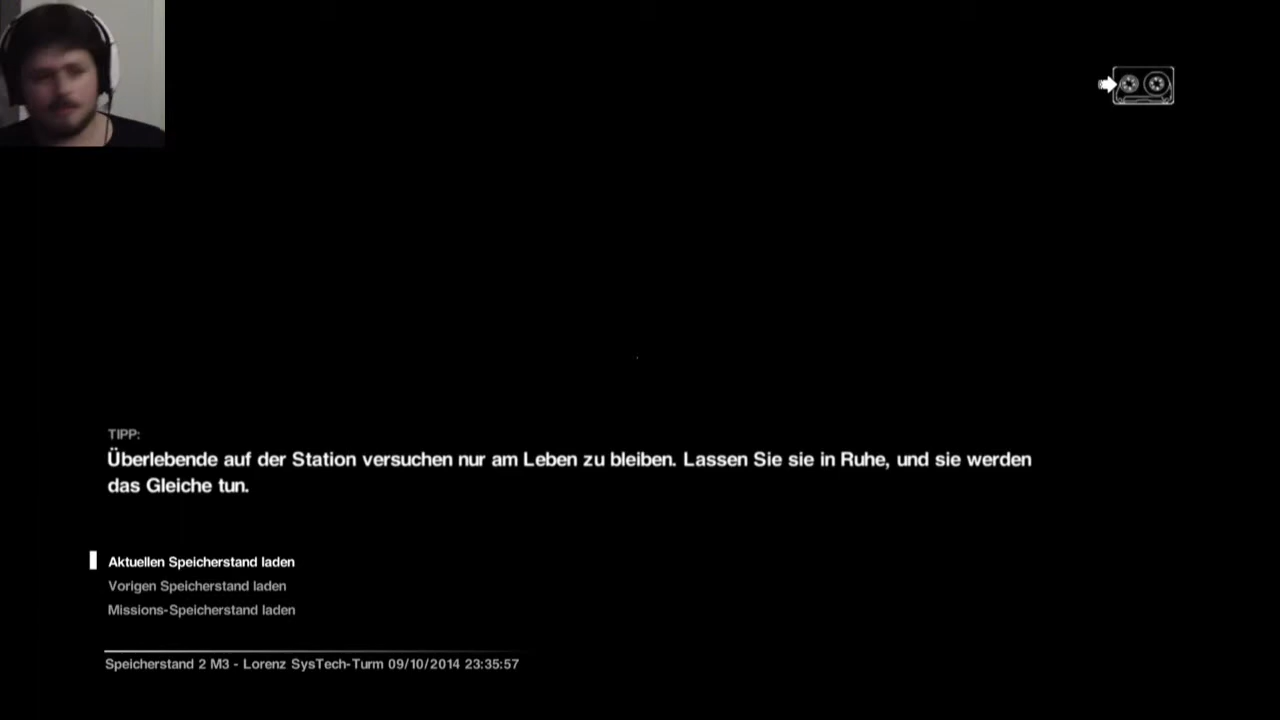 TIPP:
Überlebende auf der Station versuchen nur am Leben zu bleiben. Lassen Sie sie in Ruhe, und sie werden
das Gleiche tun.
Aktuellen Speicherstand laden
Vorigen Speicherstand laden
Missions-Speicherstand laden
Speicherstand 2 M3 - Lorenz SysTech-Turm 09/10/2014 23:35:57